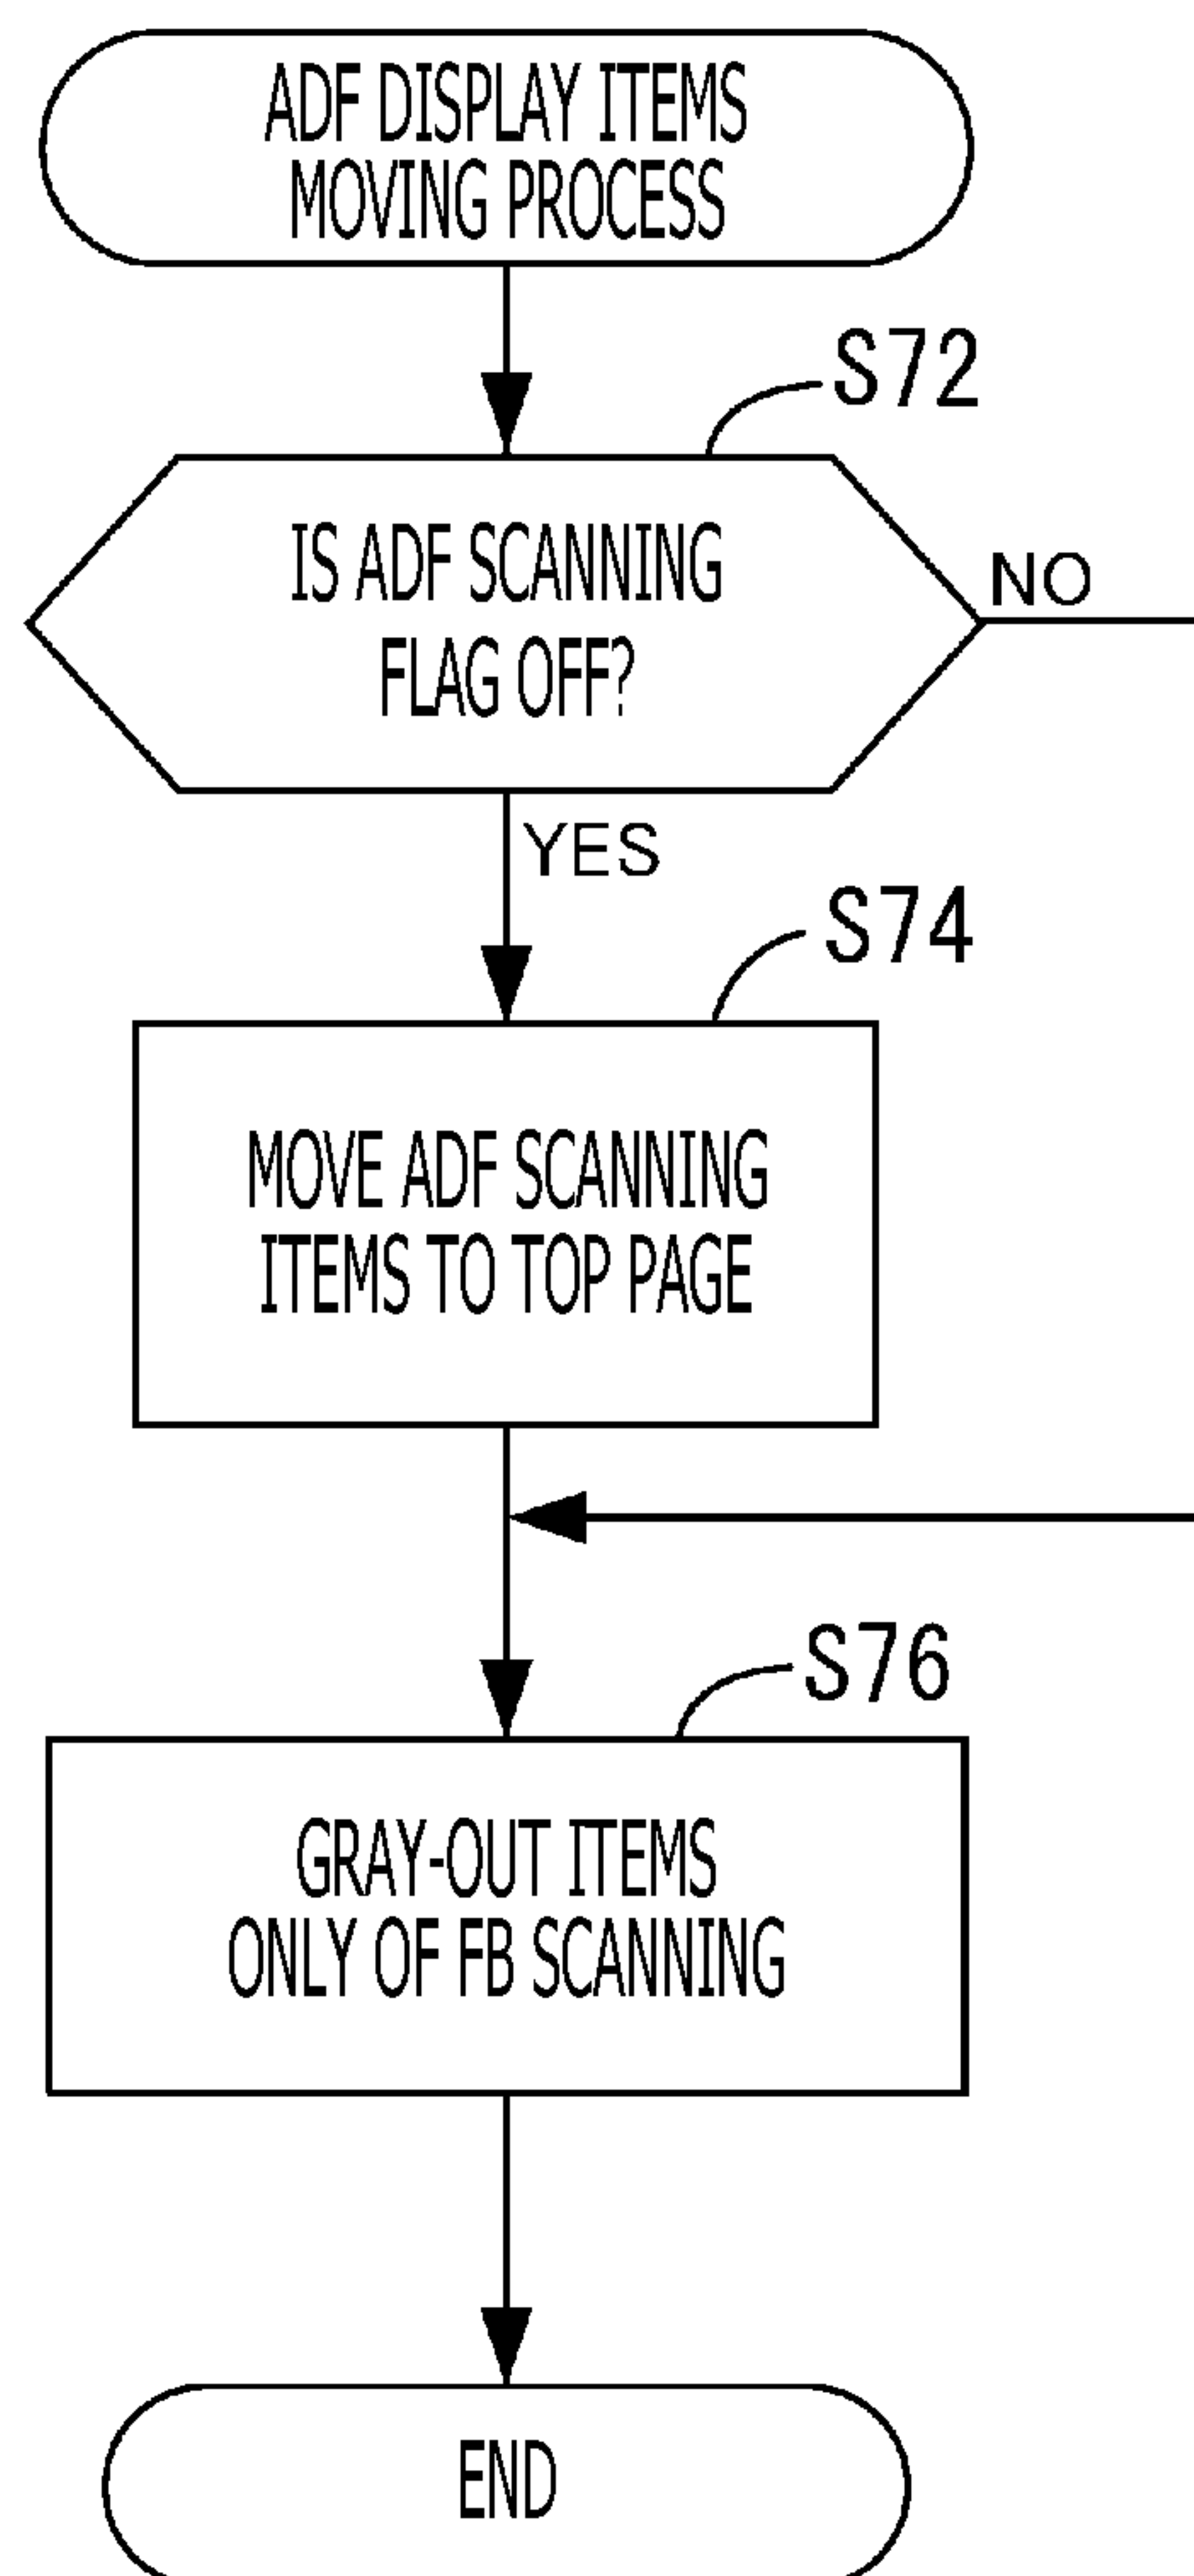 ADF DISPLAY ITEMS
MOVING PROCESS
S72
IS ADF SCANNING
FLAG OFF?
NO
YES
S74
MOVE ADF SCANNING
ITEMS TO TOP PAGE
S76
GRAY-OUT ITEMS
ONLY OF FB SCANNING
END